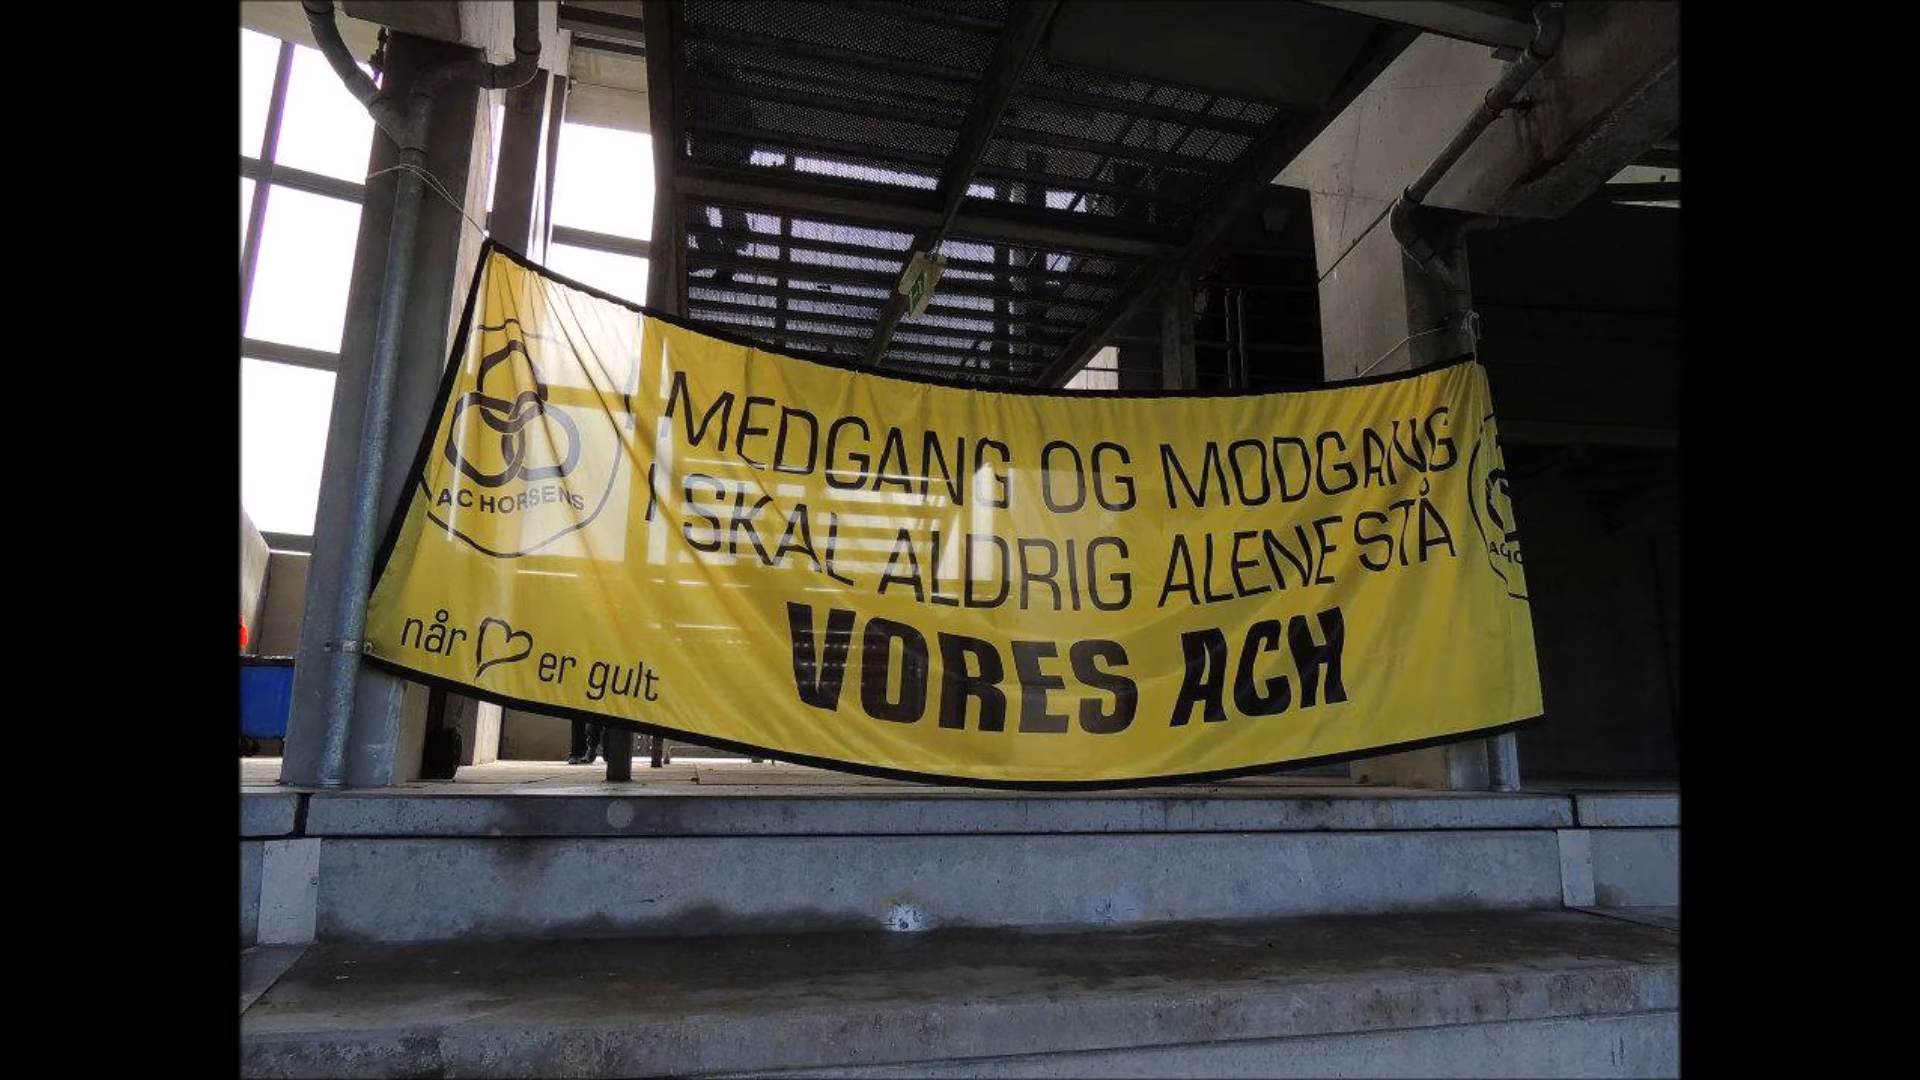 I MEDGANG OG MODGANG
I SKAL ALDRIG ALENE STÅ
VORES ACH
AC HORSENS
når er gult